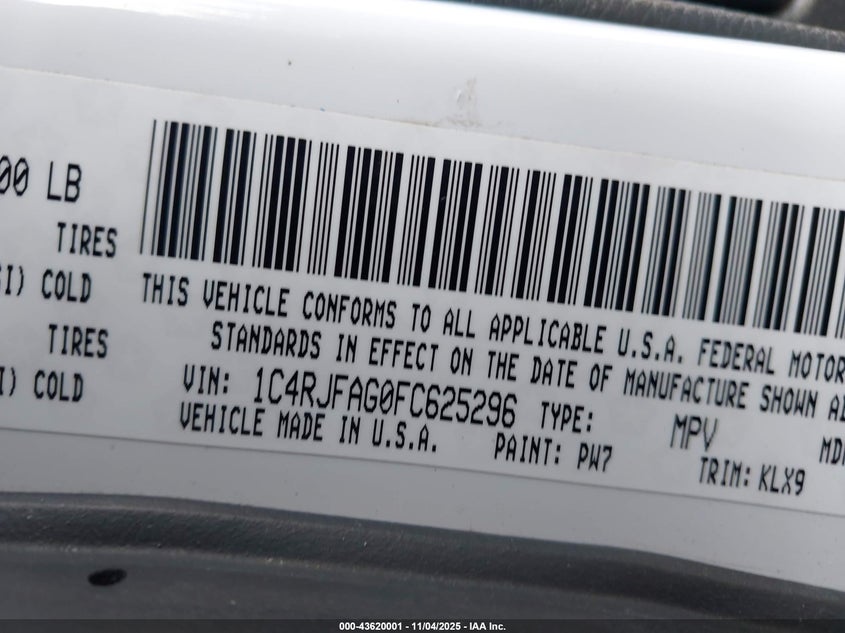 00 LB
TIRES
SI) COLD
TIRES
I) COLD
THIS VEHICLE CONFORMS TO ALL APPLICABLE U.S.A. FEDERAL MOTOR
STANDARDS IN EFFECT ON THE DATE OF MANUFACTURE SHOWN A
VIN: 1C4RJFAG0FC625296 TYPE: MPV MD
VEHICLE MADE IN U.S.A. PAINT: PW7 TRIM: KLX9
000-43620001 - 11/04/2025 - IAA Inc.